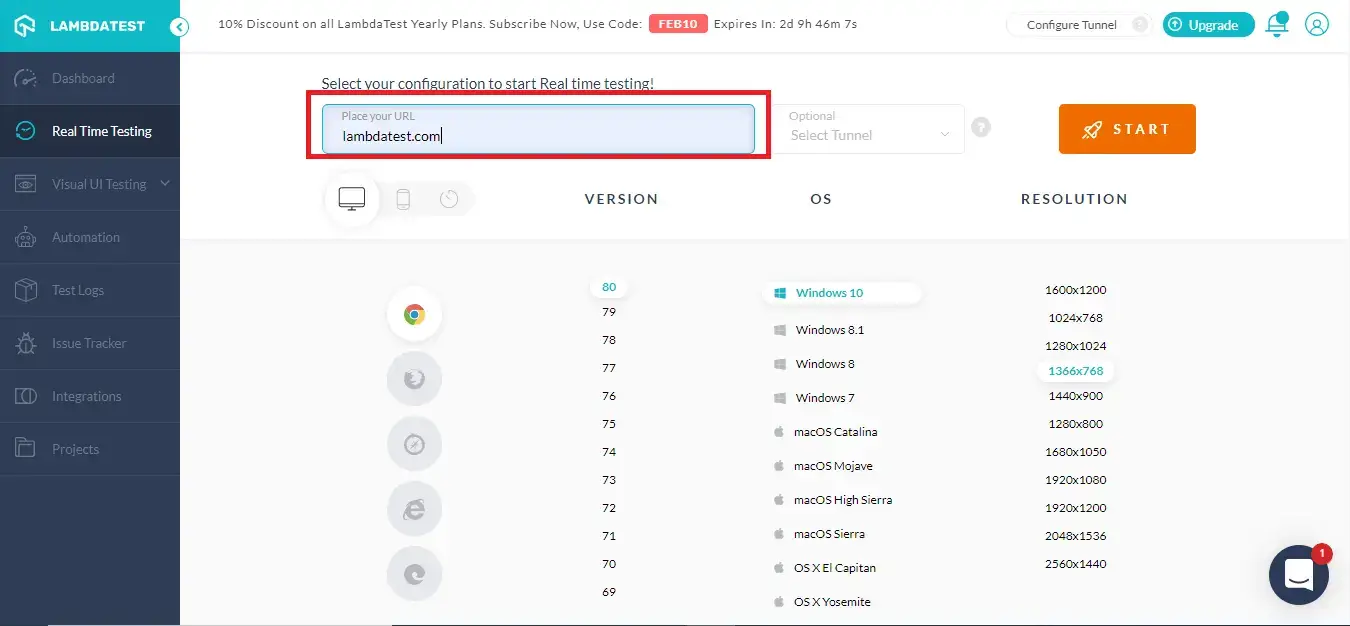 LAMBDATEST
10% Discount on all LambdaTest Yearly Plans. Subscribe Now, Use Code: FEB10 Expires In: 2d 9h 46m 7s
Configure Tunnel
Upgrade
Dashboard
Real Time Testing
Visual UI Testing
Automation
Test Logs
Issue Tracker
Integrations
Projects
Select your configuration to start Real time testing!
Place your URL
lambdatest.com
Optional
Select Tunnel
?
START
VERSION
OS
RESOLUTION
80
79
78
77
76
75
74
73
72
71
70
69
Windows 10
Windows 8.1
Windows 8
Windows 7
macOS Catalina
macOS Mojave
macOS High Sierra
macOS Sierra
OS X El Capitan
OS X Yosemite
1600x1200
1024x768
1280x1024
1366x768
1440x900
1280x800
1680x1050
1920x1080
1920x1200
2048x1536
2560x1440
1